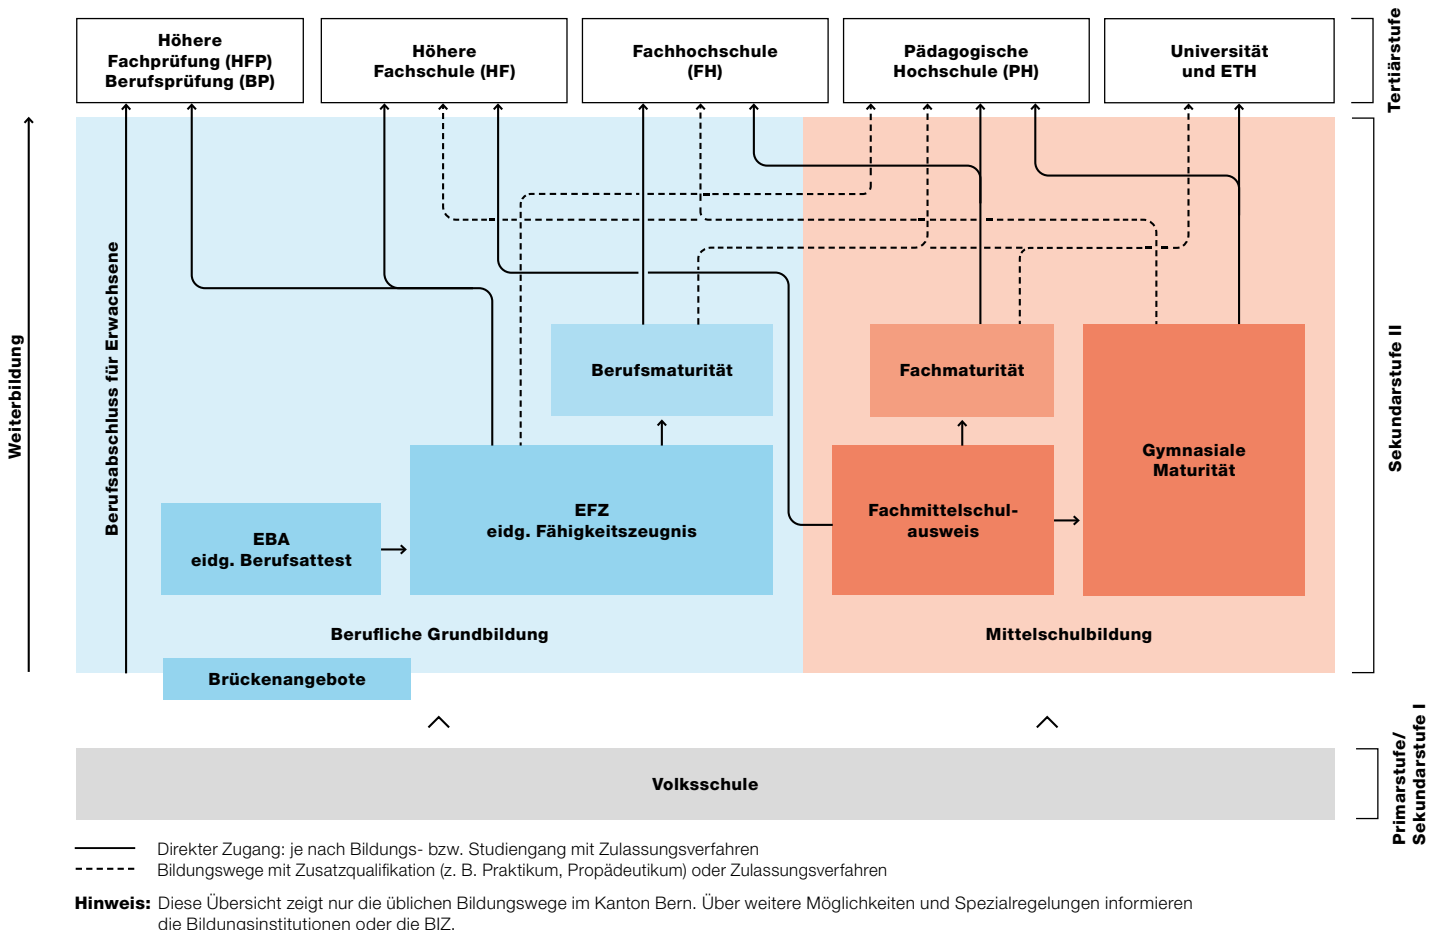 Höhere
Fachprüfung (HFP)
Berufsprüfung (BP)
Höhere
Fachschule (HF)
Fachhochschule
(FH)
Pädagogische
Hochschule (PH)
Universität
und ETH
Tertiärstufe
Weiterbildung
Berufsabschluss für Erwachsene
Sekundarstufe II
Berufsmaturität
Fachmaturität
Gymnasiale
Maturität
EFZ
eidg. Fähigkeitszeugnis
Fachmittelschul-
ausweis
EBA
eidg. Berufsattest
Berufliche Grundbildung
Mittelschulbildung
Brückenangebote
Volksschule
Primarstufe/
Sekundarstufe I
Direkter Zugang: je nach Bildungs- bzw. Studiengang mit Zulassungsverfahren
Bildungswege mit Zusatzqualifikation (z. B. Praktikum, Propädeutikum) oder Zulassungsverfahren
Hinweis: Diese Übersicht zeigt nur die üblichen Bildungswege im Kanton Bern. Über weitere Möglichkeiten und Spezialregelungen informieren
die Bildungsinstitutionen oder die BIZ.